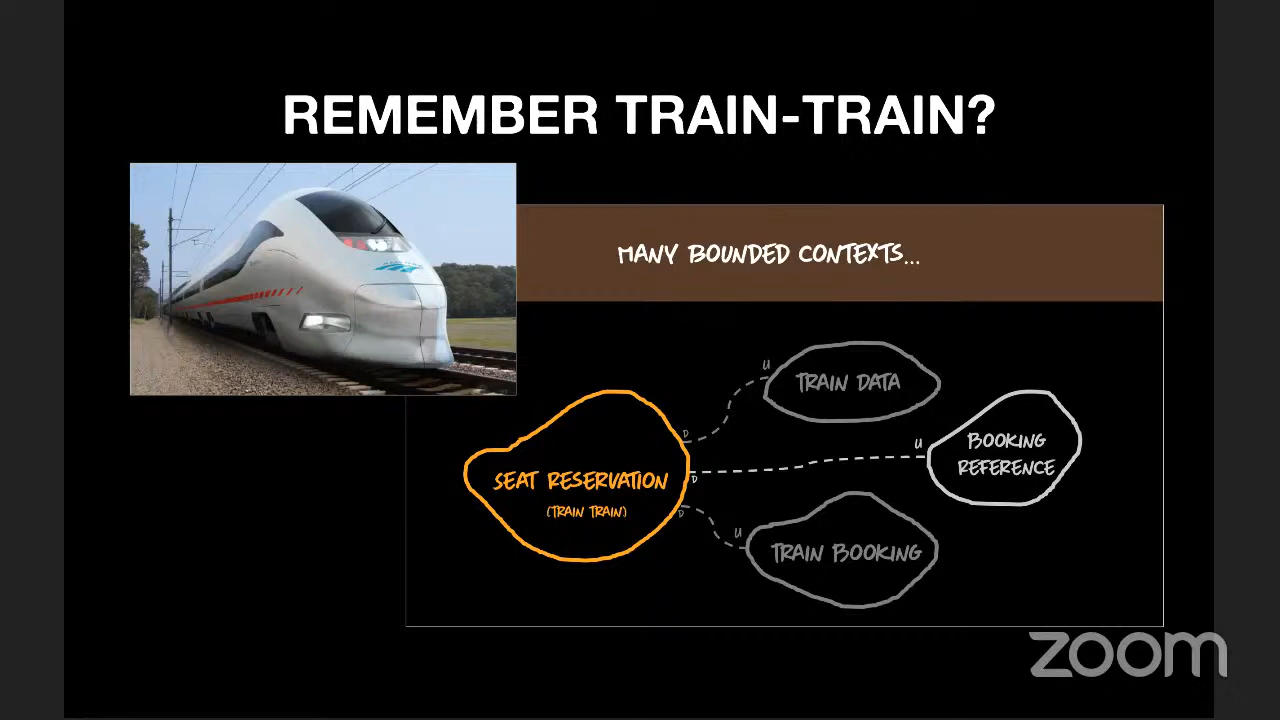 REMEMBER TRAIN-TRAIN?
MANY BOUNDED CONTEXTS...
U
TRAIN DATA
D
U
BOOKING
REFERENCE
SEAT RESERVATION
D
(TRAIN TRAIN)
D
U
TRAIN BOOKING
zoom